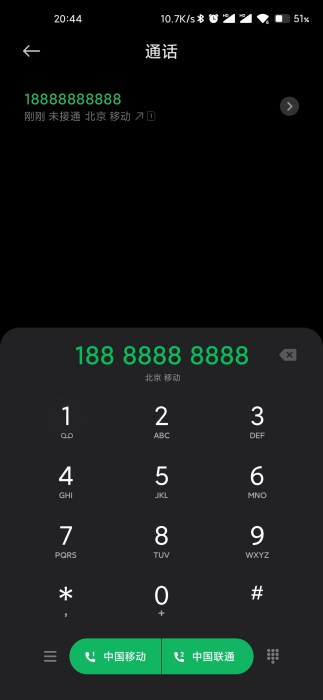 20:44 10.7K/s 51%
通话
18888888888
刚刚 未接通 北京 移动 1
188 8888 8888
北京 移动
1 2 3
ABC DEF
4 5 6
GHI JKL MNO
7 8 9
PQRS TUV WXYZ
* 0 #
, +
1 中国移动 2 中国联通